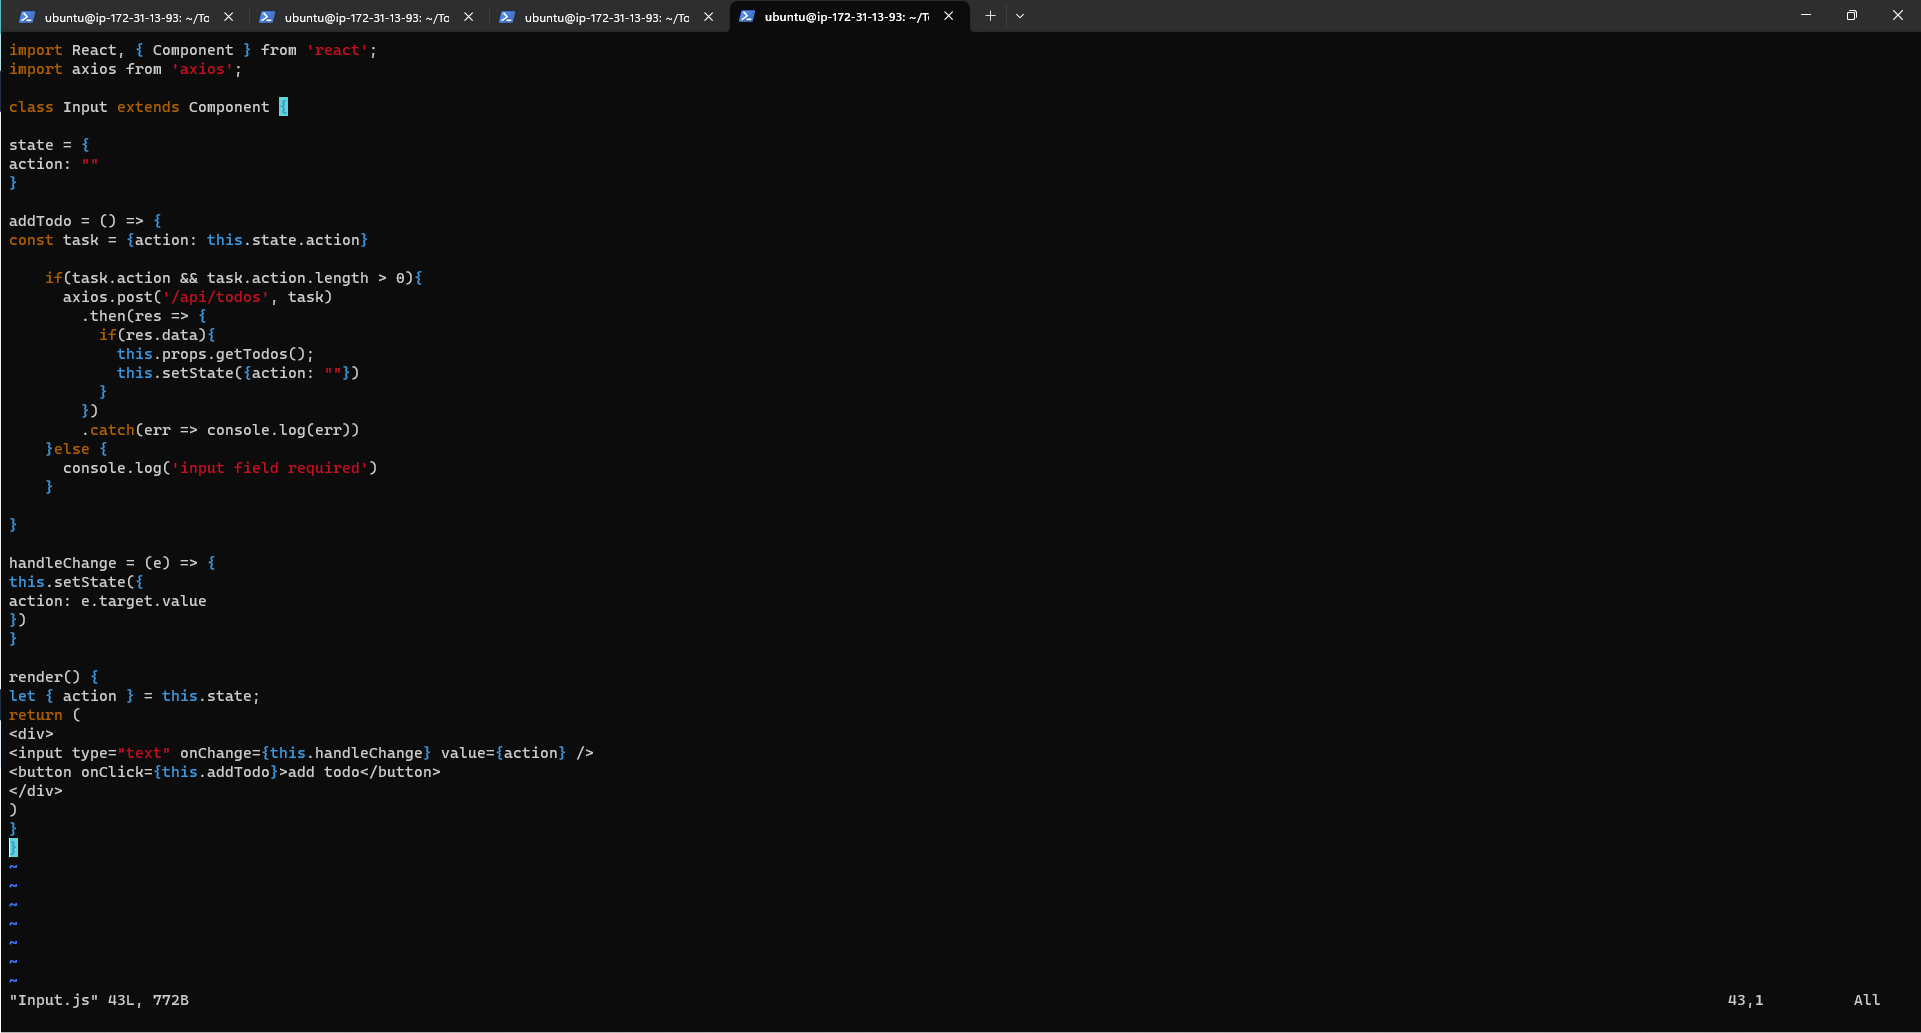 ubuntu@ip-172-31-13-93: ~/To ubuntu@ip-172-31-13-93: ~/To ubuntu@ip-172-31-13-93: ~/To ubuntu@ip-172-31-13-93: ~/T
import React, { Component } from 'react';
import axios from 'axios';
class Input extends Component {
state = {
action: ""
}
addTodo = () => {
const task = {action: this.state.action}
    if(task.action && task.action.length > 0){
      axios.post('/api/todos', task)
        .then(res => {
          if(res.data){
            this.props.getTodos();
            this.setState({action: ""})
          }
        })
        .catch(err => console.log(err))
    }else {
      console.log('input field required')
    }
}
handleChange = (e) => {
this.setState({
action: e.target.value
})
}
render() {
let { action } = this.state;
return (
<div>
<input type="text" onChange={this.handleChange} value={action} />
<button onClick={this.addTodo}>add todo</button>
</div>
)
}
}
~
~
~
~
~
~
~
"Input.js" 43L, 772B 43,1 All